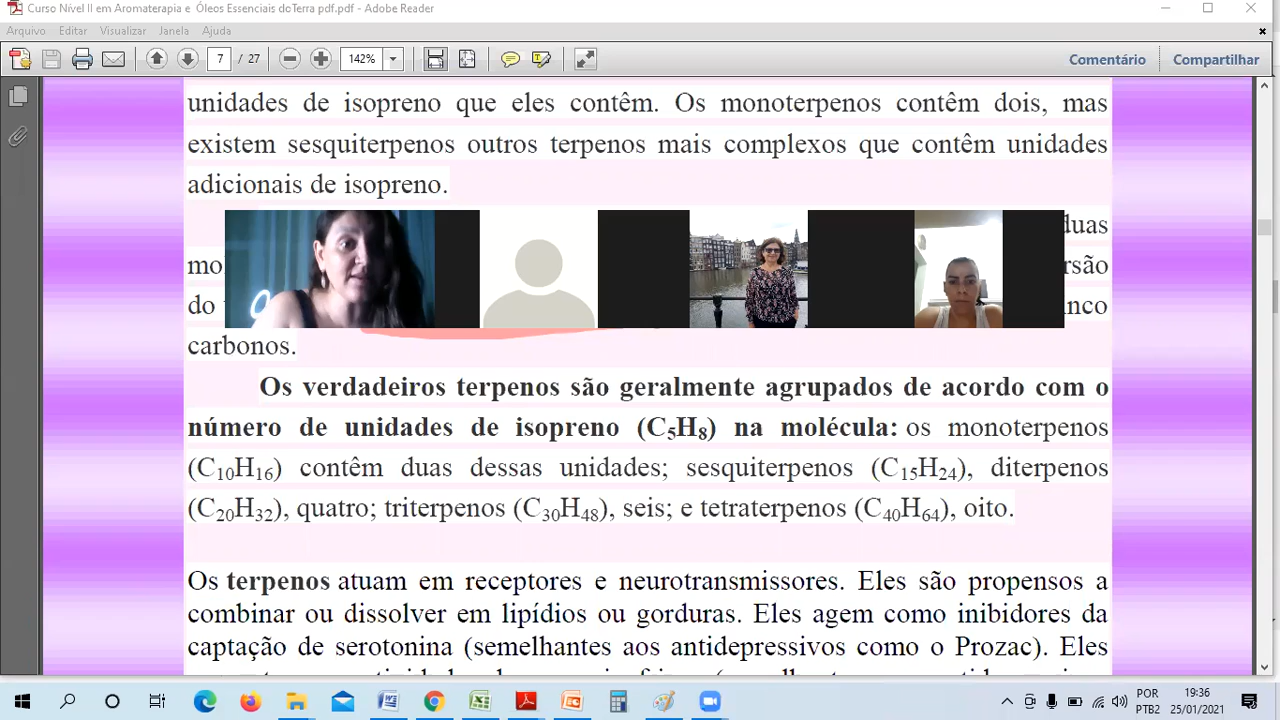 Curso Nível II em Aromaterapia e Óleos Essenciais doTerra pdf.pdf - Adobe Reader
Arquivo Editar Visualizar Janela Ajuda
7 / 27 142% Comentário Compartilhar
unidades de isopreno que eles contêm. Os monoterpenos contêm dois, mas
existem sesquiterpenos outros terpenos mais complexos que contêm unidades
adicionais de isopreno.
duas
do
carbonos.
Os verdadeiros terpenos são geralmente agrupados de acordo com o
número de unidades de isopreno (C5H8) na molécula: os monoterpenos
(C10H16) contêm duas dessas unidades; sesquiterpenos (C15H24), diterpenos
(C20H32), quatro; triterpenos (C30H48), seis; e tetraterpenos (C40H64), oito.
Os terpenos atuam em receptores e neurotransmissores. Eles são propensos a
combinar ou dissolver em lipídios ou gorduras. Eles agem como inibidores da
captação de serotonina (semelhantes aos antidepressivos como o Prozac). Eles
POR 19:36
PTB2 25/01/2021